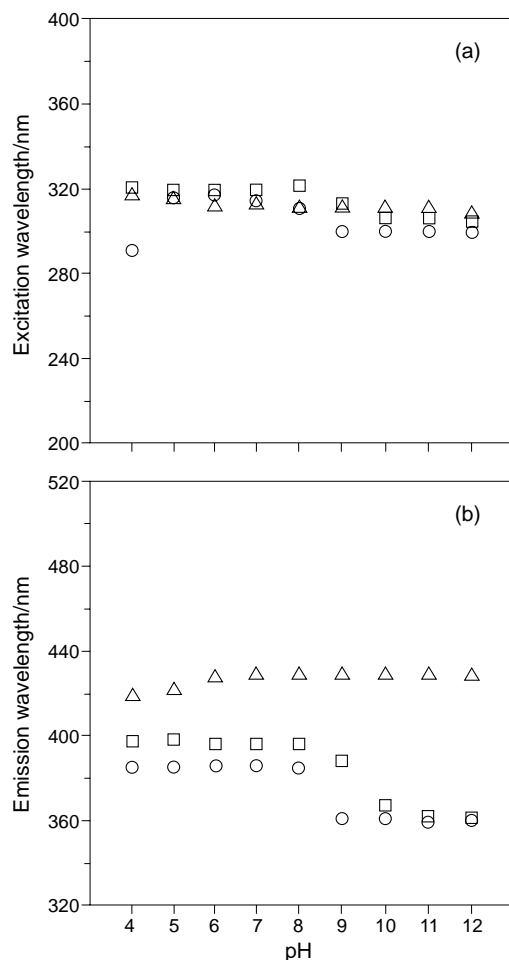 (a)
Excitation wavelength/nm
400
360
320
280
240
200
(b)
Emission wavelength/nm
520
480
440
400
360
320
4 5 6 7 8 9 10 11 12
pH